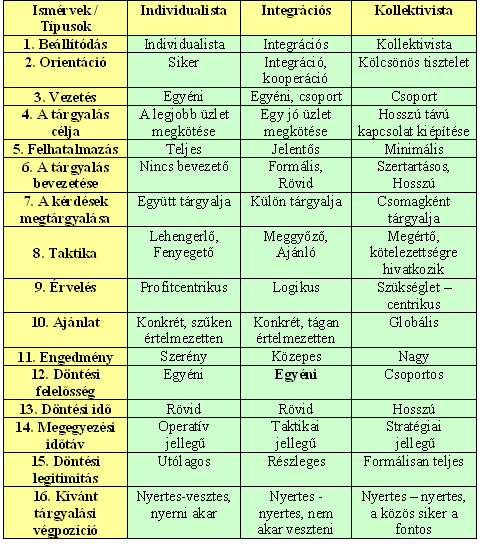 Ismérvek / Individualista Integrációs Kollektivista
Típusok
1. Beállítódás Individualista Integrációs Kollektivista
2. Orientáció Siker Integráció, Kölcsönös tisztelet
kooperáció
3. Vezetés Egyéni Egyéni, csoport Csoport
4. A tárgyalás A legjobb üzlet Egy jó üzlet Hosszú távú
célja megkötése megkötése kapcsolat kiépítése
5. Felhatalmazás Teljes Jelentős Minimális
6. A tárgyalás Nincs bevezető Formális, Szertartásos,
bevezetése Rövid Hosszú
7. A kérdések Együtt tárgyalja Külön tárgyalja Csomagként
megtárgyalása tárgyalja
8. Taktika Lehengerlő, Meggyőző, Megértő,
Fenyegető Ajánló kötelezettségre
hivatkozik
9. Érvelés Profitcentrikus Logikus Szükséglet –
centrikus
10. Ajánlat Konkrét, szűken Konkrét, tágan Globális
értelmezetten értelmezetten
11. Engedmény Szerény Közepes Nagy
12. Döntési Egyéni Egyéni Csoportos
felelősség
13. Döntési idő Rövid Rövid Hosszú
14. Megegyezési Operatív Taktikai Stratégiai
időtáv jellegű jellegű jellegű
15. Döntési Utólagos Részleges Formálisan teljes
legitimitás
16. Kívánt Nyertes-vesztes, Nyertes - Nyertes – nyertes,
tárgyalási nyerni akar nyertes, nem a közös siker a
végpozíció akar veszteni fontos